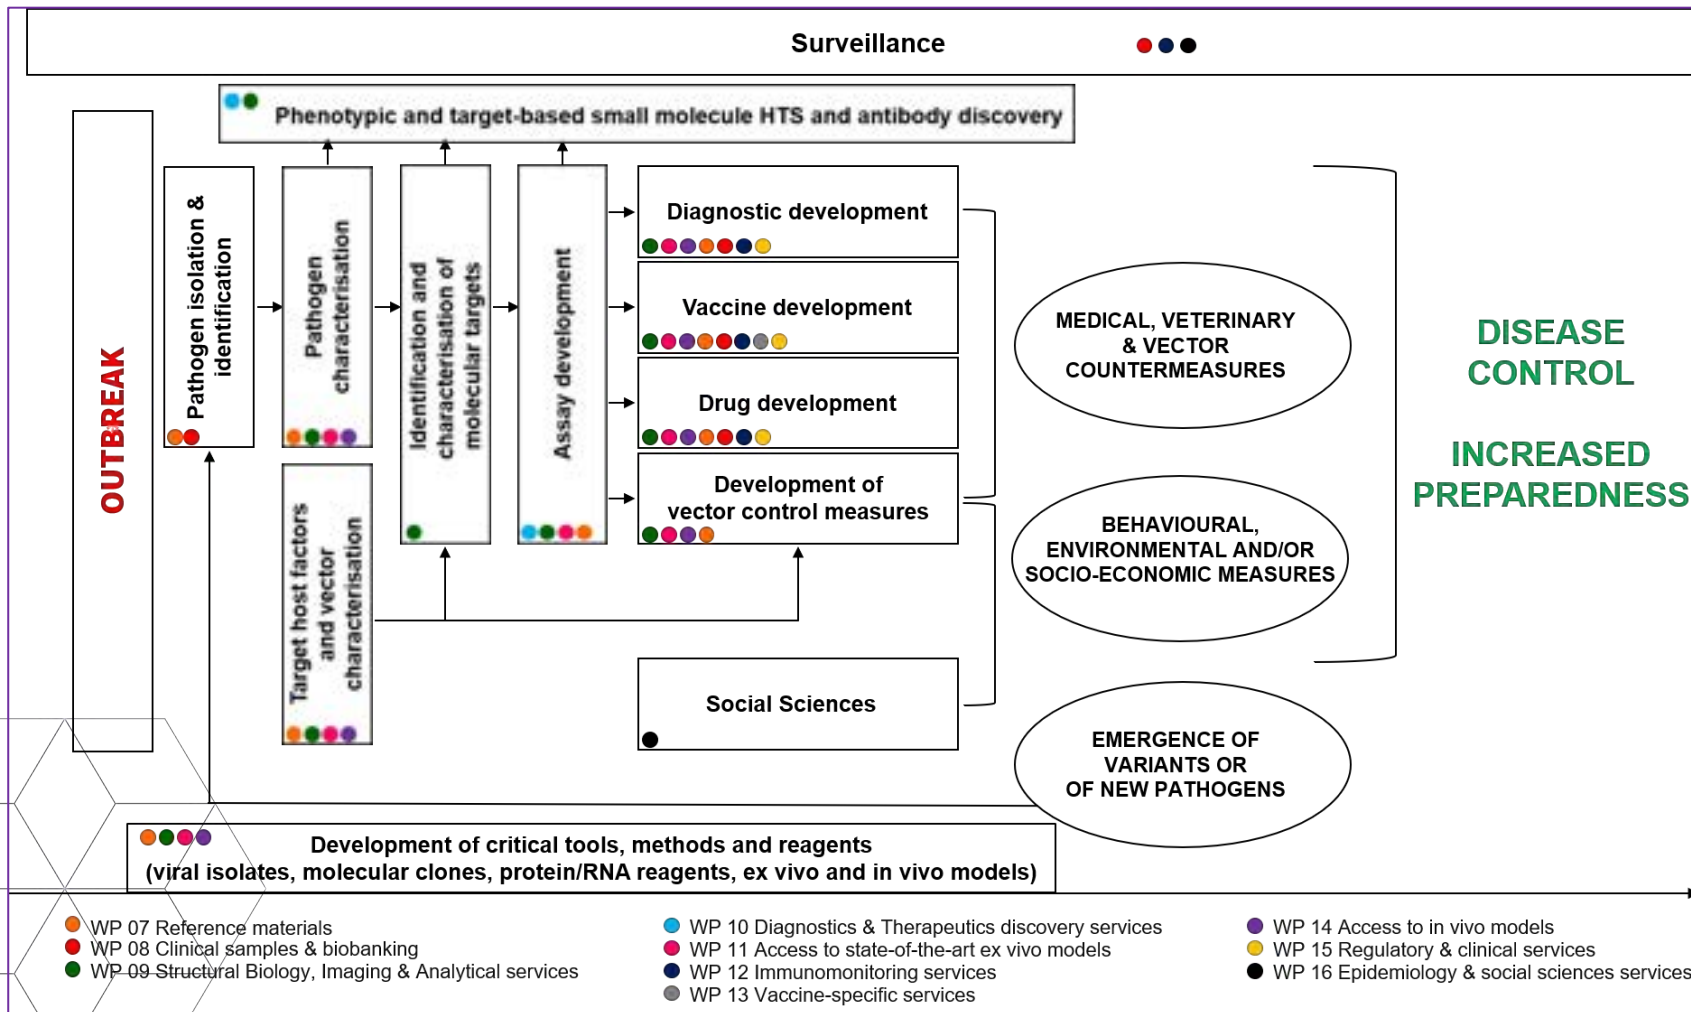 Surveillance
Phenotypic and target-based small molecule HTS and antibody discovery
OUTBREAK
Pathogen isolation &
identification
Pathogen
characterisation
Identification and
characterisation of
molecular targets
Assay development
Diagnostic development
Vaccine development
Drug development
Development of
vector control measures
Target host factors
and vector
characterisation
Social Sciences
MEDICAL, VETERINARY
& VECTOR
COUNTERMEASURES
BEHAVIOURAL,
ENVIRONMENTAL AND/OR
SOCIO-ECONOMIC MEASURES
EMERGENCE OF
VARIANTS OR
OF NEW PATHOGENS
DISEASE
CONTROL
INCREASED
PREPAREDNESS
Development of critical tools, methods and reagents
(viral isolates, molecular clones, protein/RNA reagents, ex vivo and in vivo models)
WP 07 Reference materials
WP 08 Clinical samples & biobanking
WP 09 Structural Biology, Imaging & Analytical services
WP 10 Diagnostics & Therapeutics discovery services
WP 11 Access to state-of-the-art ex vivo models
WP 12 Immunomonitoring services
WP 13 Vaccine-specific services
WP 14 Access to in vivo models
WP 15 Regulatory & clinical services
WP 16 Epidemiology & social sciences services